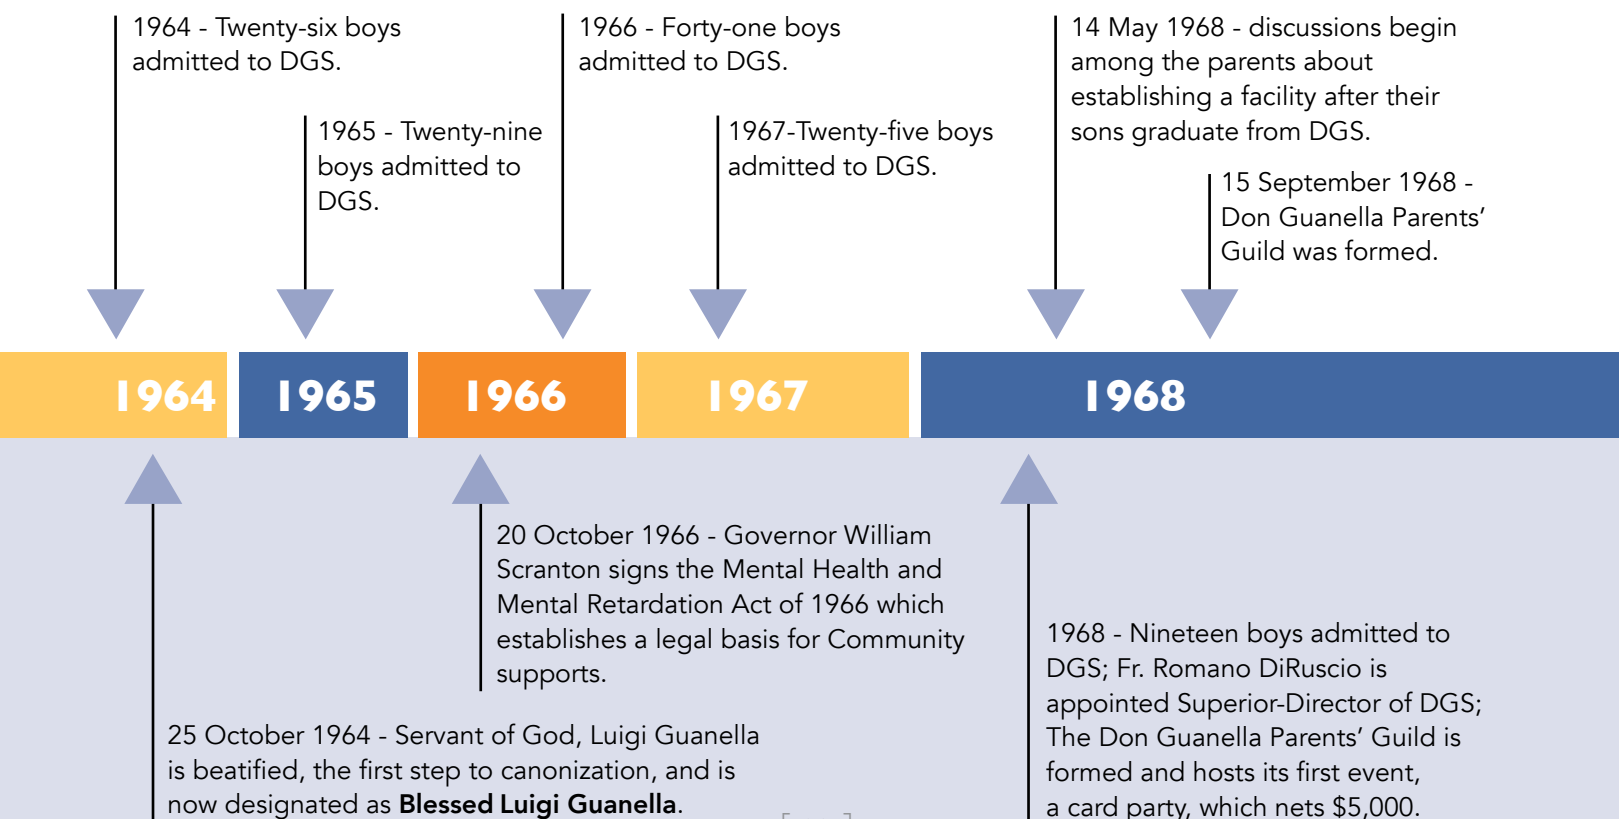 1964 - Twenty-six boys
admitted to DGS.
1965 - Twenty-nine
boys admitted to
DGS.
1966 - Forty-one boys
admitted to DGS.
1967-Twenty-five boys
admitted to DGS.
14 May 1968 - discussions begin
among the parents about
establishing a facility after their
sons graduate from DGS.
15 September 1968 -
Don Guanella Parents’
Guild was formed.
1964
1965
1966
1967
1968
25 October 1964 - Servant of God, Luigi Guanella
is beatified, the first step to canonization, and is
now designated as Blessed Luigi Guanella.
20 October 1966 - Governor William
Scranton signs the Mental Health and
Mental Retardation Act of 1966 which
establishes a legal basis for Community
supports.
1968 - Nineteen boys admitted to
DGS; Fr. Romano DiRuscio is
appointed Superior-Director of DGS;
The Don Guanella Parents’ Guild is
formed and hosts its first event,
a card party, which nets $5,000.